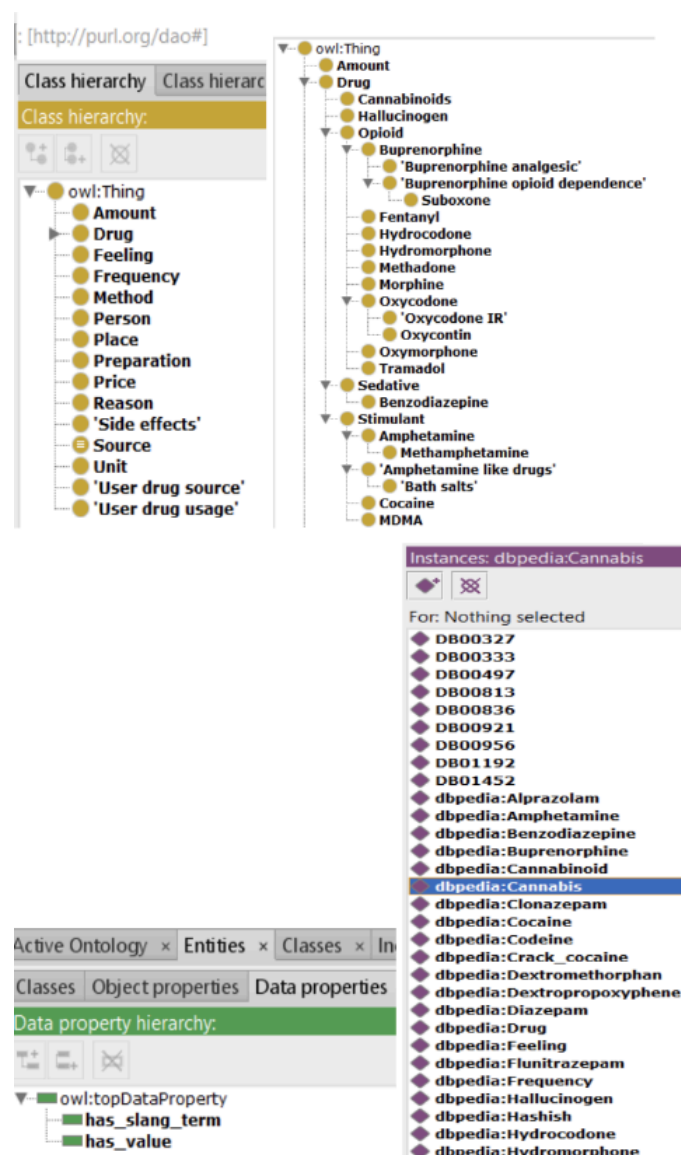 : [http://purl.org/dao#]
Class hierarchy Class hierarc
Class hierarchy:
owl:Thing
Amount
Drug
Feeling
Frequency
Method
Person
Place
Preparation
Price
Reason
'Side effects'
Source
Unit
'User drug source'
'User drug usage'
owl:Thing
Amount
Drug
Cannabinoids
Hallucinogen
Opioid
Buprenorphine
'Buprenorphine analgesic'
'Buprenorphine opioid dependence'
Suboxone
Fentanyl
Hydrocodone
Hydromorphone
Methadone
Morphine
Oxycodone
'Oxycodone IR'
Oxycontin
Oxymorphone
Tramadol
Sedative
Benzodiazepine
Stimulant
Amphetamine
Methamphetamine
'Amphetamine like drugs'
'Bath salts'
Cocaine
MDMA
Instances: dbpedia:Cannabis
For: Nothing selected
DB00327
DB00333
DB00497
DB00813
DB00836
DB00921
DB00956
DB01192
DB01452
dbpedia:Alprazolam
dbpedia:Amphetamine
dbpedia:Benzodiazepine
dbpedia:Buprenorphine
dbpedia:Cannabinoid
dbpedia:Cannabis
dbpedia:Clonazepam
dbpedia:Cocaine
dbpedia:Codeine
dbpedia:Crack_cocaine
dbpedia:Dextromethorphan
dbpedia:Dextropropoxyphene
dbpedia:Diazepam
dbpedia:Drug
dbpedia:Feeling
dbpedia:Flunitrazepam
dbpedia:Frequency
dbpedia:Hallucinogen
dbpedia:Hashish
dbpedia:Hydrocodone
dbpedia:Hydromorphone
Active Ontology × Entities × Classes × In
Classes Object properties Data properties
Data property hierarchy:
owl:topDataProperty
has_slang_term
has_value